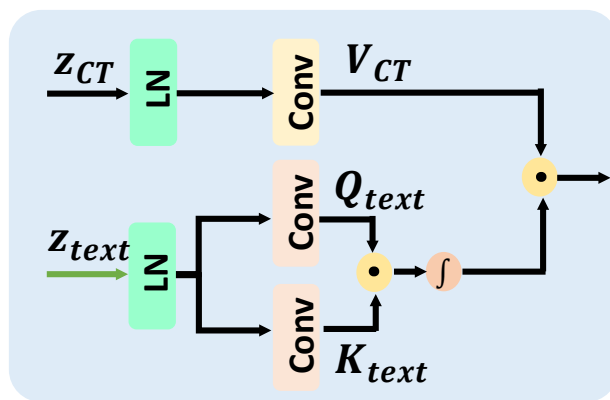 z_CT
LN
Conv
V_CT
z_text
LN
Conv
Q_text
∫
Conv
K_text